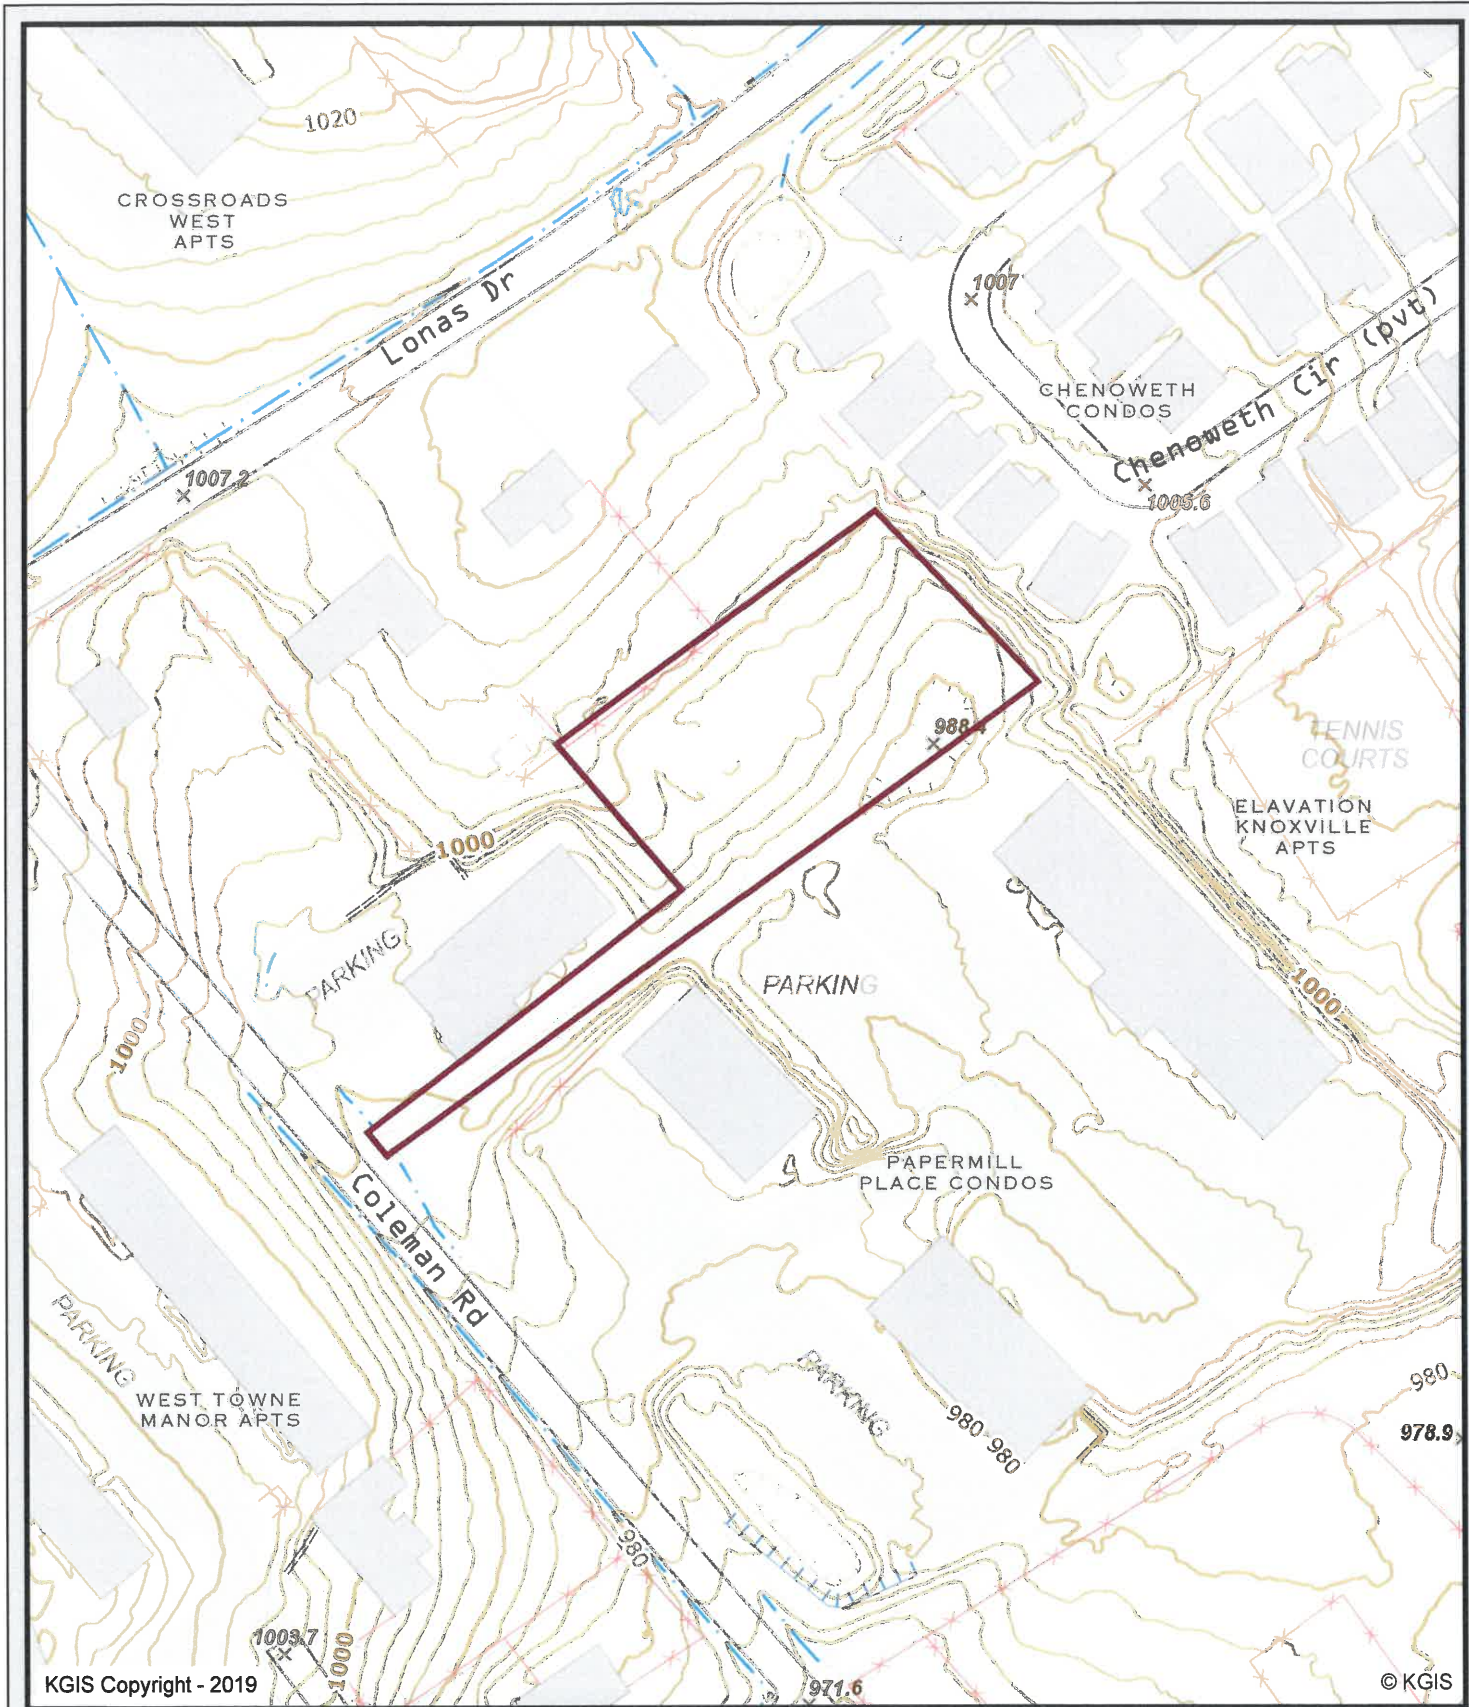 1020
CROSSROADS
WEST
APTS
Lonas Dr
1007
CHENOWETH
CONDOS
Chenoweth Cir (pvt)
1007.2
1005.6
988.4
TENNIS
COURTS
ELAVATION
KNOXVILLE
APTS
1000
PARKING
PARKING
1000
1000
PAPERMILL
PLACE CONDOS
Coleman Rd
PARKING
WEST TOWNE
MANOR APTS
PARKING
980 980
980
978.9
980
1003.7
1000
971.6
KGIS Copyright - 2019
© KGIS